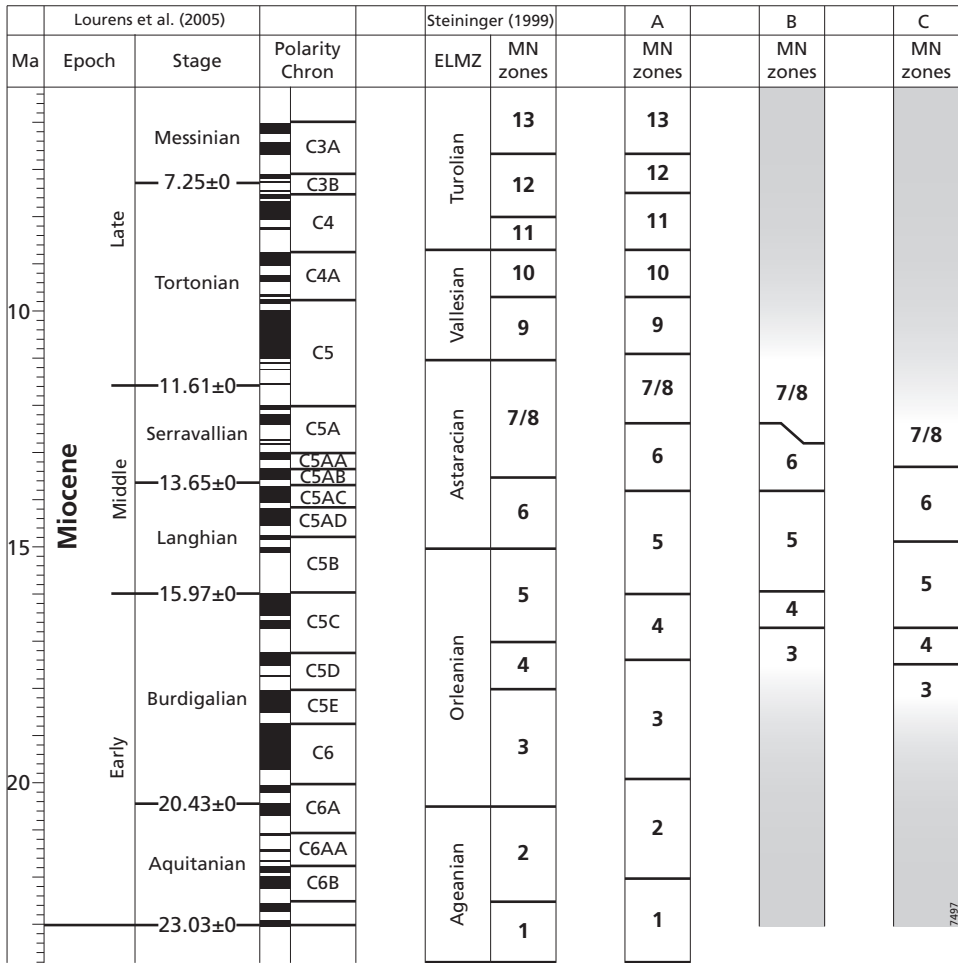 Lourens et al. (2005)
Steininger (1999)
A
B
C
Ma
Epoch
Stage
Polarity
Chron
ELMZ
MN
zones
MN
zones
MN
zones
MN
zones
10
15
20
Miocene
Late
Middle
Early
Messinian
7.25±0
Tortonian
11.61±0
Serravallian
13.65±0
Langhian
15.97±0
Burdigalian
20.43±0
Aquitanian
23.03±0
C3A
C3B
C4
C4A
C5
C5A
C5AA
C5AB
C5AC
C5AD
C5B
C5C
C5D
C5E
C6
C6A
C6AA
C6B
Turolian
Vallesian
Astaracian
Orleanian
Ageanian
13
12
11
10
9
7/8
6
5
4
3
2
1
13
12
11
10
9
7/8
6
5
4
3
2
1
7/8
6
5
4
3
7/8
6
5
4
3
7497